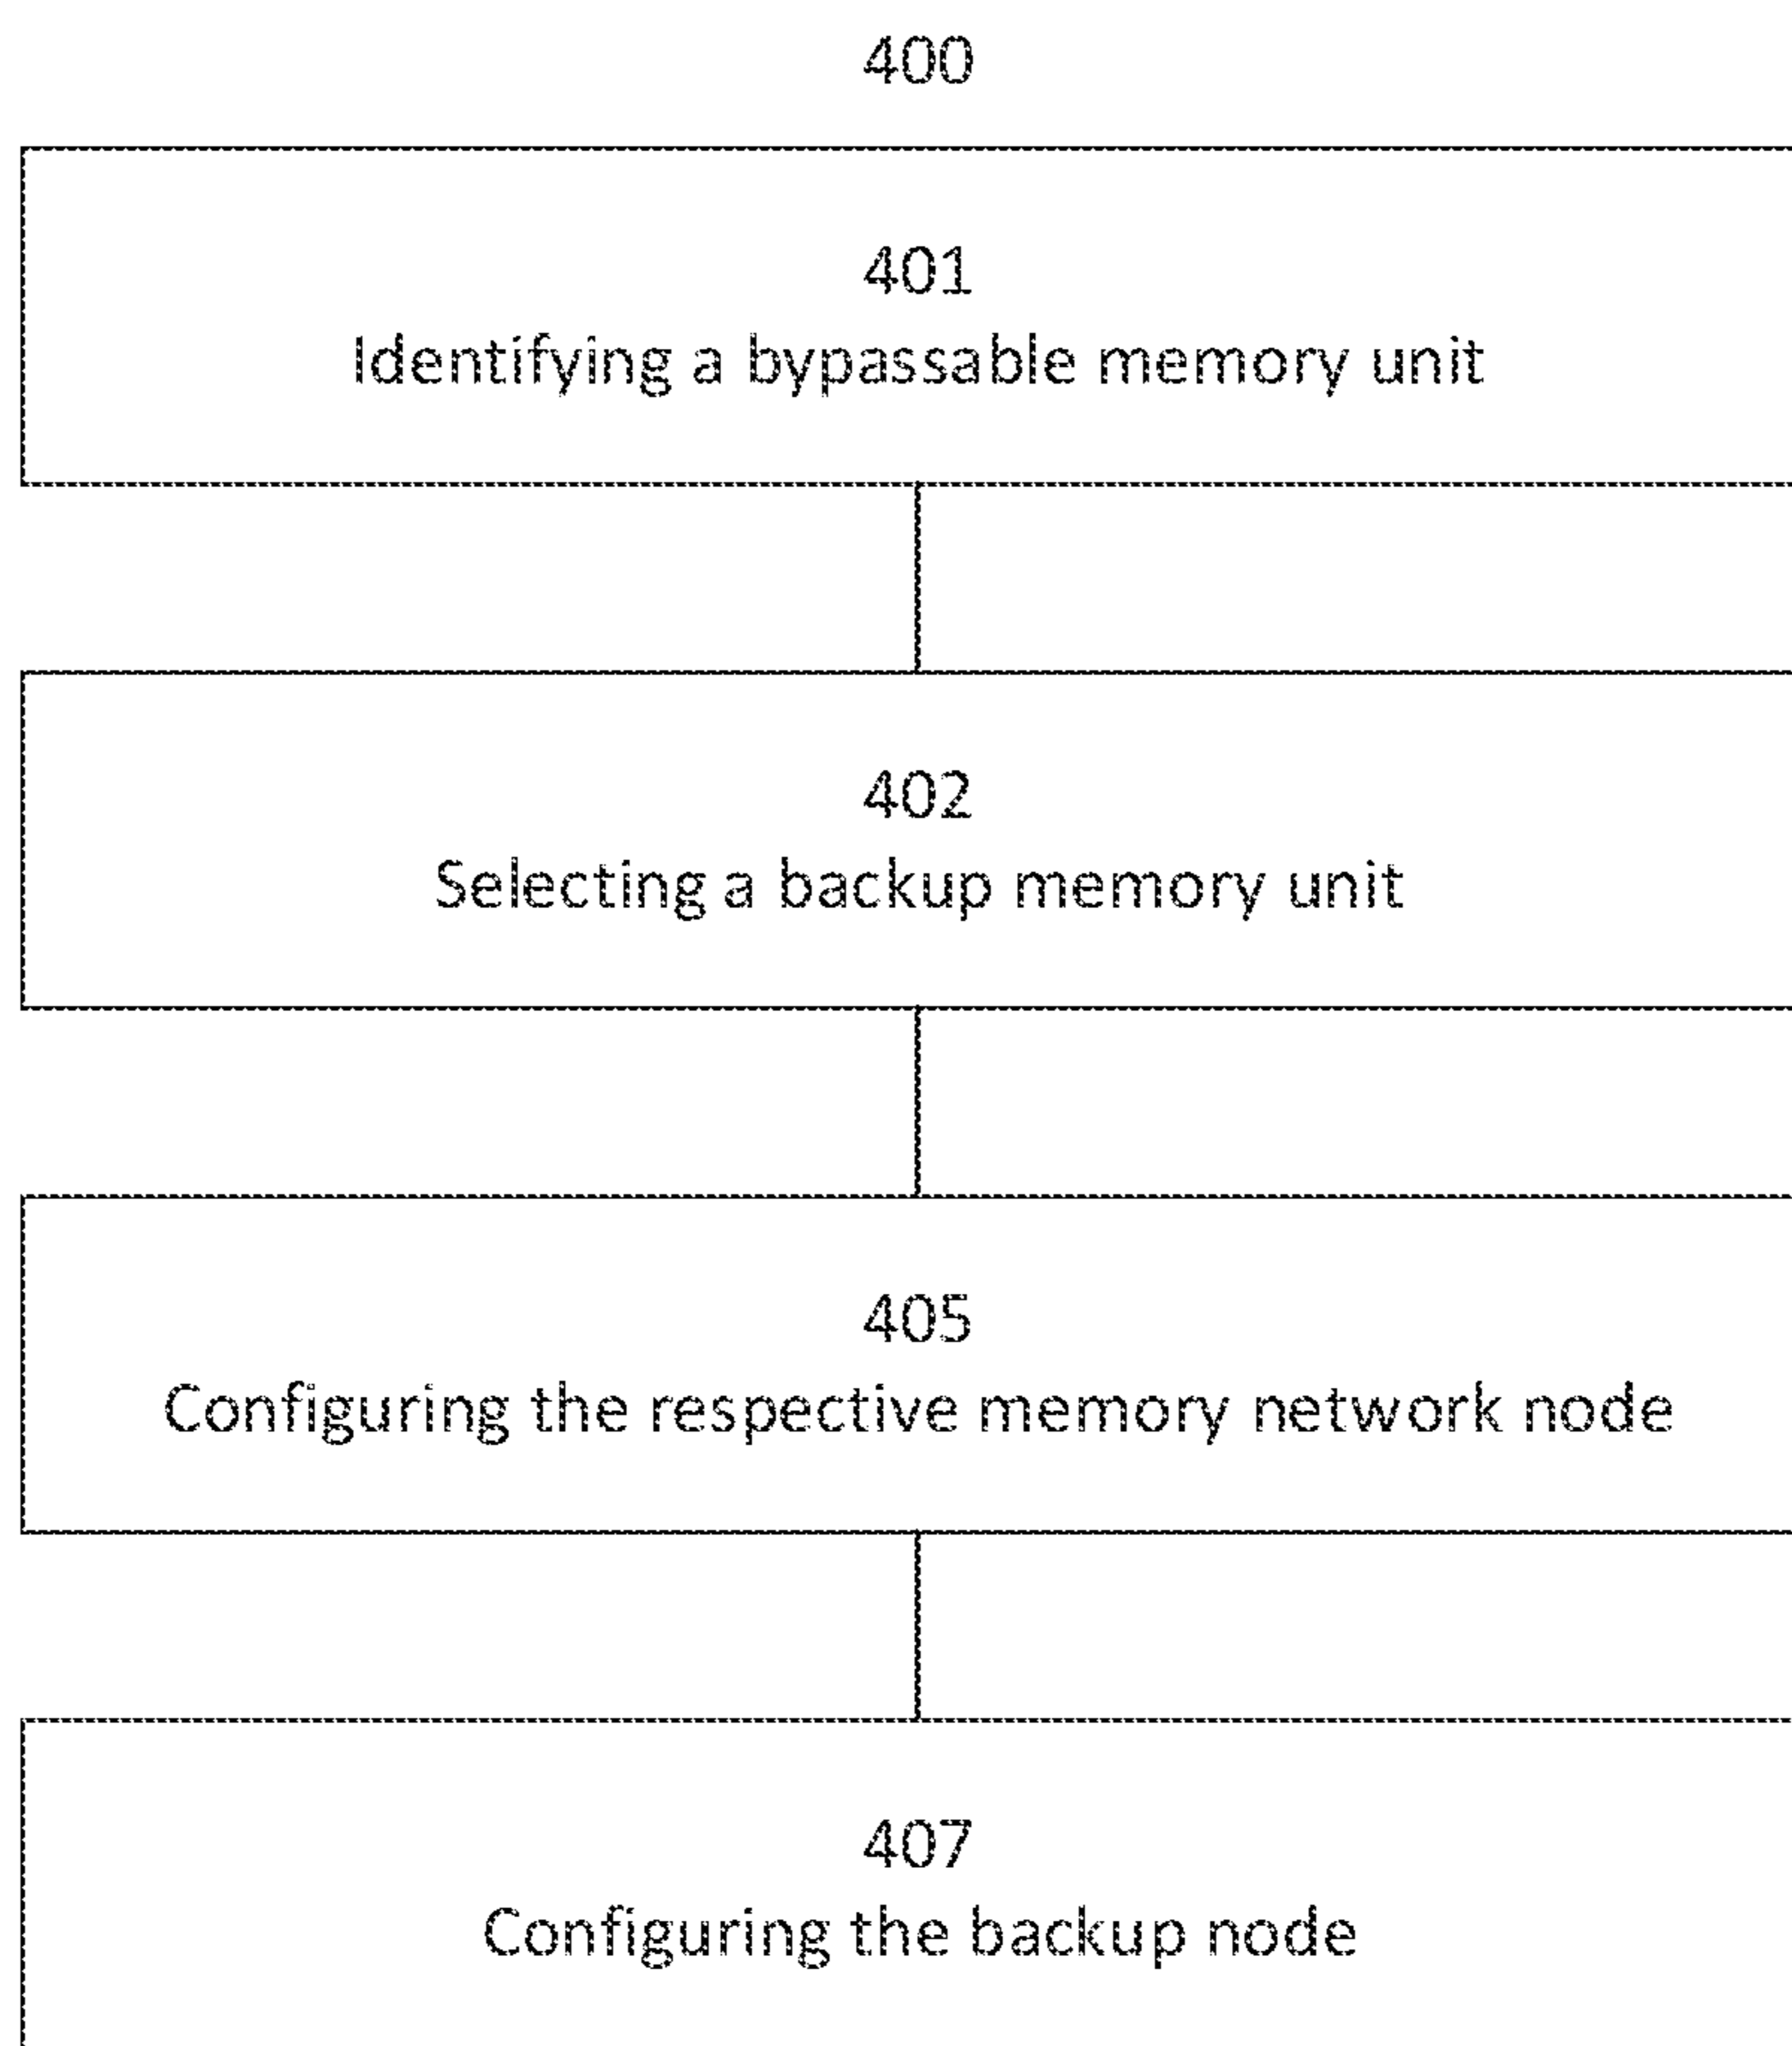 400
401
Identifying a bypassable memory unit
402
Selecting a backup memory unit
405
Configuring the respective memory network node
407
Configuring the backup node